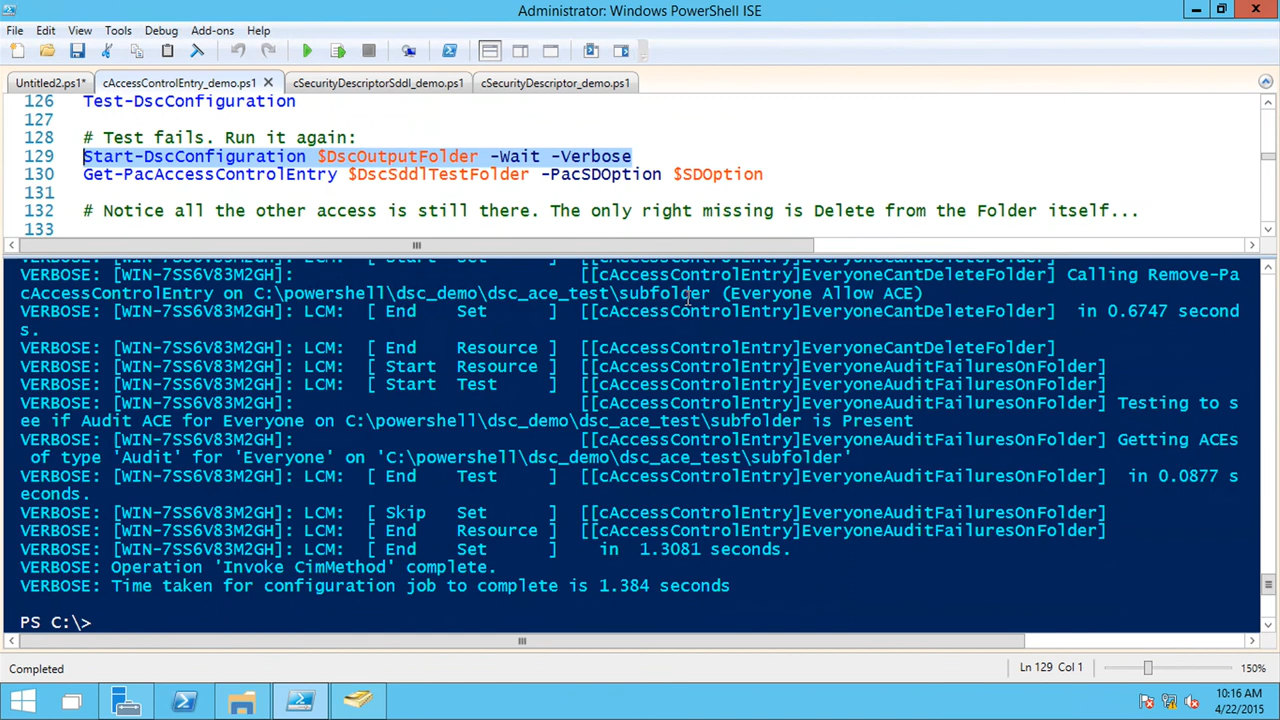 Administrator: Windows PowerShell ISE
File Edit View Tools Debug Add-ons Help
Untitled2.ps1* cAccessControlEntry_demo.ps1 cSecurityDescriptorSddl_demo.ps1 cSecurityDescriptor_demo.ps1
126 Test-DscConfiguration
127
128 # Test fails. Run it again:
129 Start-DscConfiguration $DscOutputFolder -Wait -Verbose
130 Get-PacAccessControlEntry $DscSddlTestFolder -PacSDOption $SDOption
131
132 # Notice all the other access is still there. The only right missing is Delete from the Folder itself...
133
VERBOSE: [WIN-7SS6V83M2GH]: LCM: [ Start Set ] [[cAccessControlEntry]EveryoneCantDeleteFolder]
VERBOSE: [WIN-7SS6V83M2GH]: [[cAccessControlEntry]EveryoneCantDeleteFolder] Calling Remove-Pa
cAccessControlEntry on C:\powershell\dsc_demo\dsc_ace_test\subfolder (Everyone Allow ACE)
VERBOSE: [WIN-7SS6V83M2GH]: LCM: [ End Set ] [[cAccessControlEntry]EveryoneCantDeleteFolder] in 0.6747 second
s.
VERBOSE: [WIN-7SS6V83M2GH]: LCM: [ End Resource ] [[cAccessControlEntry]EveryoneCantDeleteFolder]
VERBOSE: [WIN-7SS6V83M2GH]: LCM: [ Start Resource ] [[cAccessControlEntry]EveryoneAuditFailuresOnFolder]
VERBOSE: [WIN-7SS6V83M2GH]: LCM: [ Start Test ] [[cAccessControlEntry]EveryoneAuditFailuresOnFolder]
VERBOSE: [WIN-7SS6V83M2GH]: [[cAccessControlEntry]EveryoneAuditFailuresOnFolder] Testing to s
ee if Audit ACE for Everyone on C:\powershell\dsc_demo\dsc_ace_test\subfolder is Present
VERBOSE: [WIN-7SS6V83M2GH]: [[cAccessControlEntry]EveryoneAuditFailuresOnFolder] Getting ACEs
of type 'Audit' for 'Everyone' on 'C:\powershell\dsc_demo\dsc_ace_test\subfolder'
VERBOSE: [WIN-7SS6V83M2GH]: LCM: [ End Test ] [[cAccessControlEntry]EveryoneAuditFailuresOnFolder] in 0.0877 s
econds.
VERBOSE: [WIN-7SS6V83M2GH]: LCM: [ Skip Set ] [[cAccessControlEntry]EveryoneAuditFailuresOnFolder]
VERBOSE: [WIN-7SS6V83M2GH]: LCM: [ End Resource ] [[cAccessControlEntry]EveryoneAuditFailuresOnFolder]
VERBOSE: [WIN-7SS6V83M2GH]: LCM: [ End Set ] in 1.3081 seconds.
VERBOSE: Operation 'Invoke CimMethod' complete.
VERBOSE: Time taken for configuration job to complete is 1.384 seconds
PS C:\>
Completed Ln 129 Col 1 150%
10:16 AM
4/22/2015